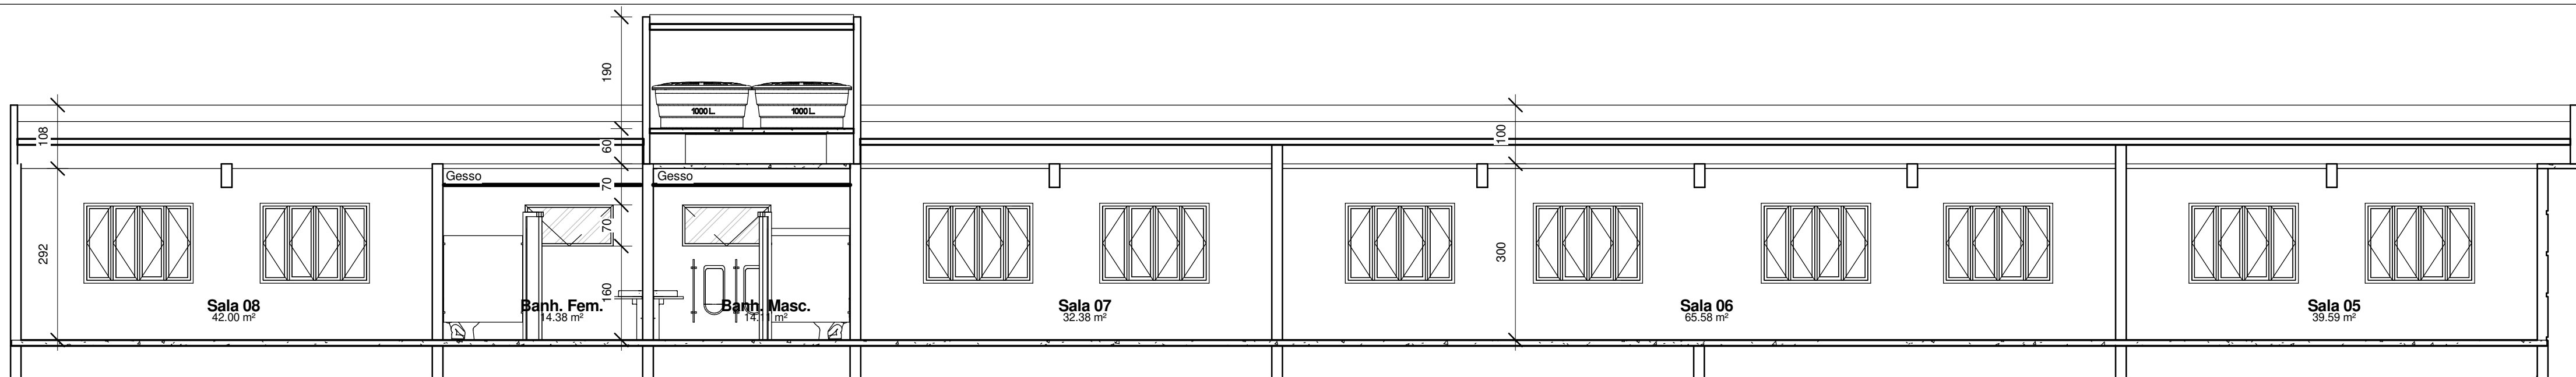 190
1000 L
1000 L
108
60
100
Gesso
70
Gesso
70
292
300
160
Sala 08
42.00 m²
Banh. Fem.
14.38 m²
Banh. Masc.
Sala 07
32.38 m²
Sala 06
65.58 m²
Sala 05
39.59 m²